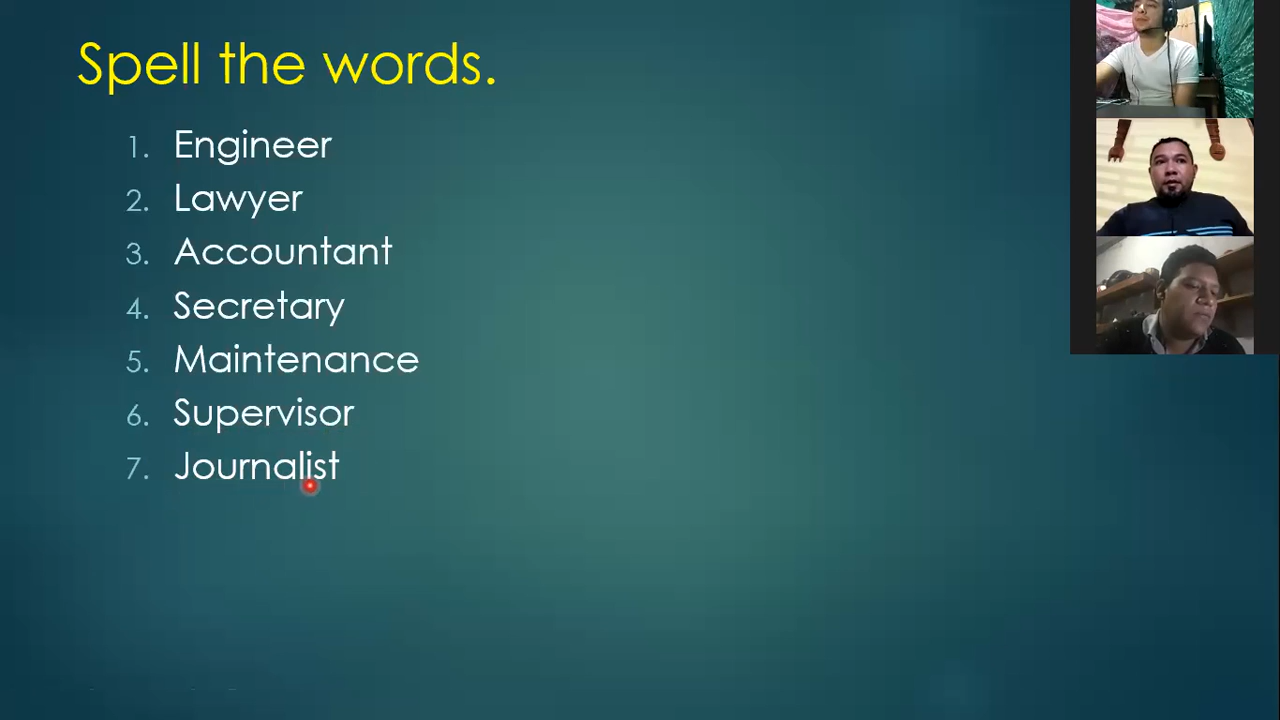 Spell the words.
1. Engineer
2. Lawyer
3. Accountant
4. Secretary
5. Maintenance
6. Supervisor
7. Journalist